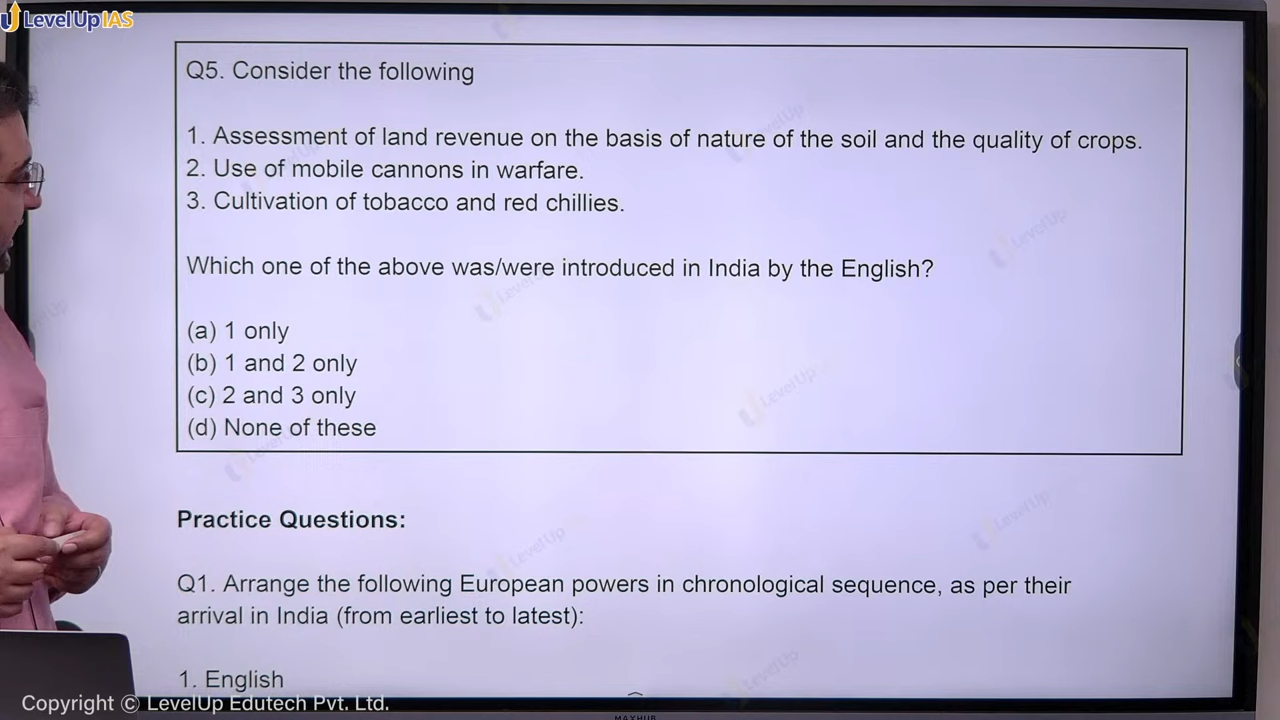 LevelUp IAS
Q5. Consider the following
1. Assessment of land revenue on the basis of nature of the soil and the quality of crops.
2. Use of mobile cannons in warfare.
3. Cultivation of tobacco and red chillies.
Which one of the above was/were introduced in India by the English?
(a) 1 only
(b) 1 and 2 only
(c) 2 and 3 only
(d) None of these
Practice Questions:
Q1. Arrange the following European powers in chronological sequence, as per their
arrival in India (from earliest to latest):
1. English
Copyright © LevelUp Edutech Pvt. Ltd.
MAXHUB